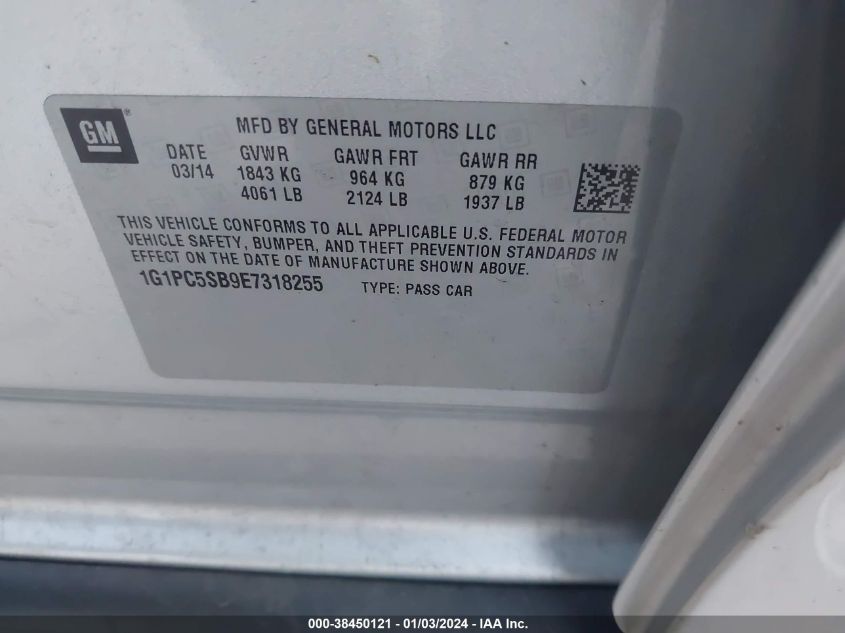 GM ®
MFD BY GENERAL MOTORS LLC
DATE GVWR GAWR FRT GAWR RR
03/14 1843 KG 964 KG 879 KG
4061 LB 2124 LB 1937 LB
THIS VEHICLE CONFORMS TO ALL APPLICABLE U.S. FEDERAL MOTOR
VEHICLE SAFETY, BUMPER, AND THEFT PREVENTION STANDARDS IN
EFFECT ON THE DATE OF MANUFACTURE SHOWN ABOVE.
1G1PC5SB9E7318255 TYPE: PASS CAR
000-38450121 - 01/03/2024 - IAA Inc.